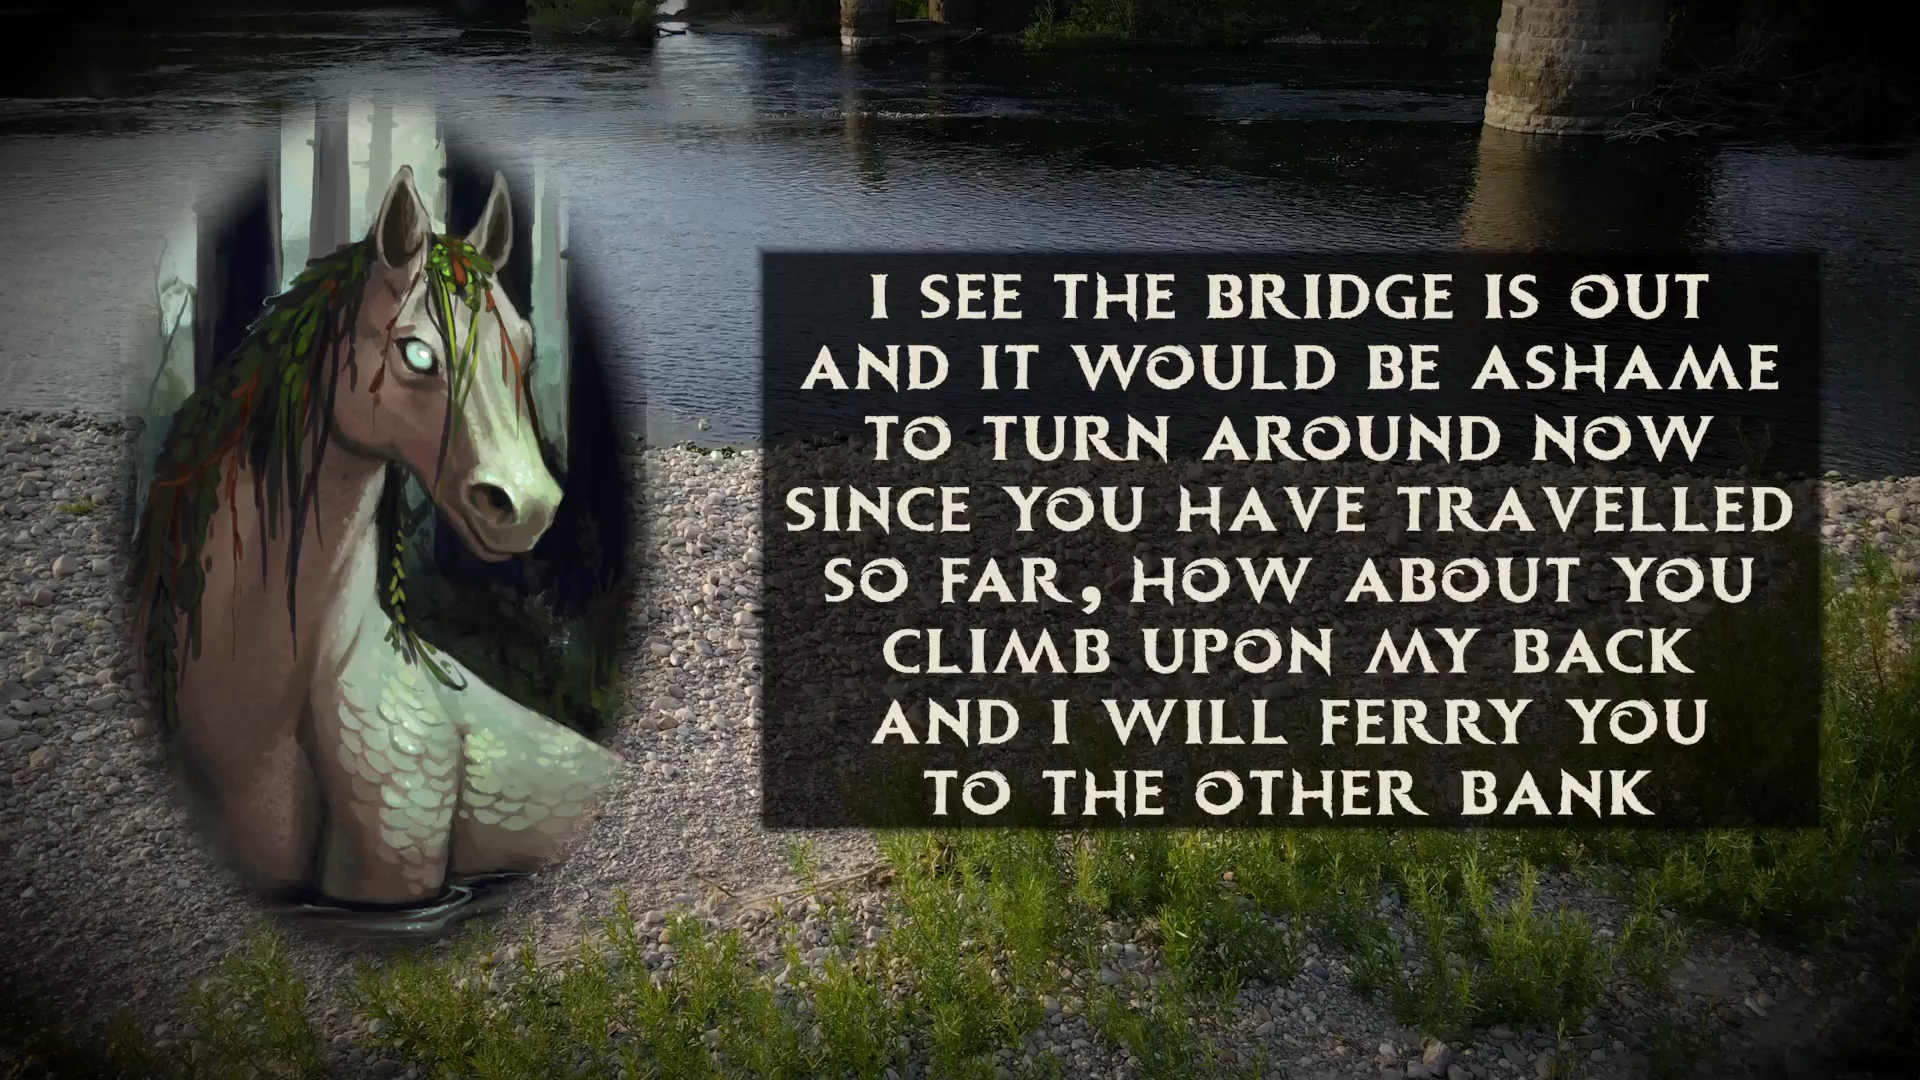 I SEE THE BRIDGE IS OUT
AND IT WOULD BE ASHAME
TO TURN AROUND NOW
SINCE YOU HAVE TRAVELLED
SO FAR, HOW ABOUT YOU
CLIMB UPON MY BACK
AND I WILL FERRY YOU
TO THE OTHER BANK